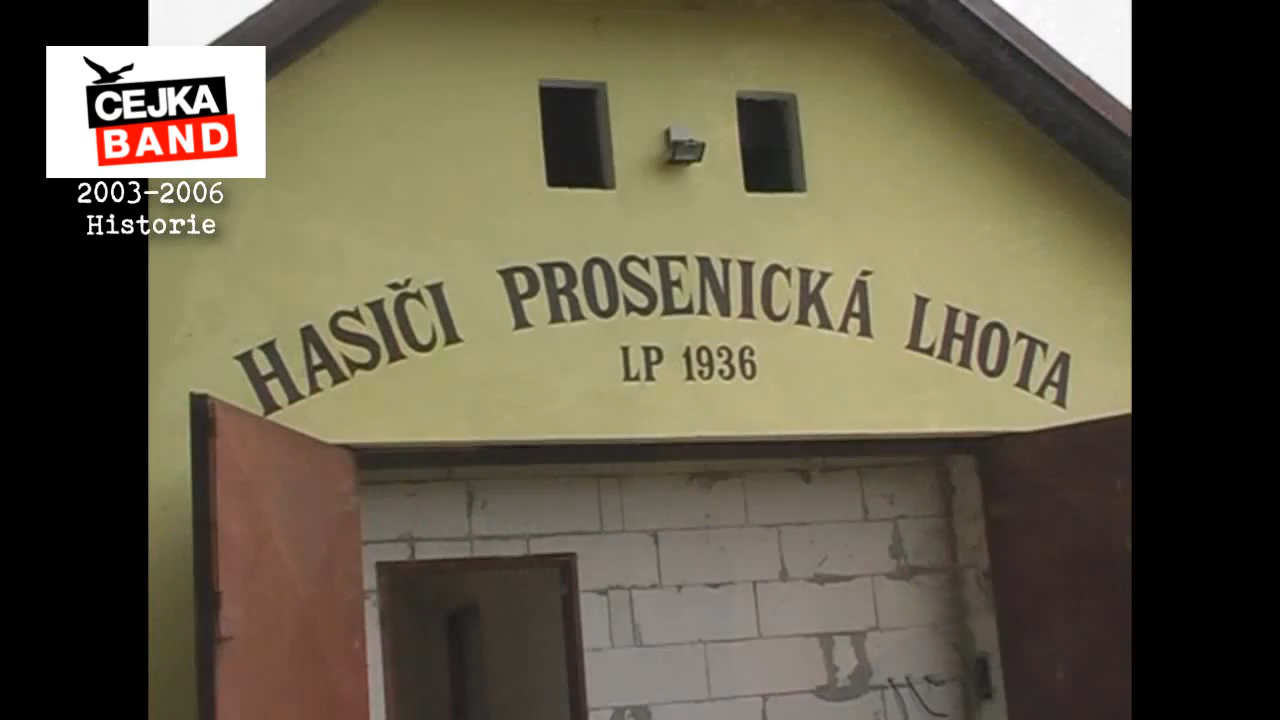 ČEJKA
BAND
2003-2006
Historie
HASIČI PROSENICKÁ LHOTA
LP 1936